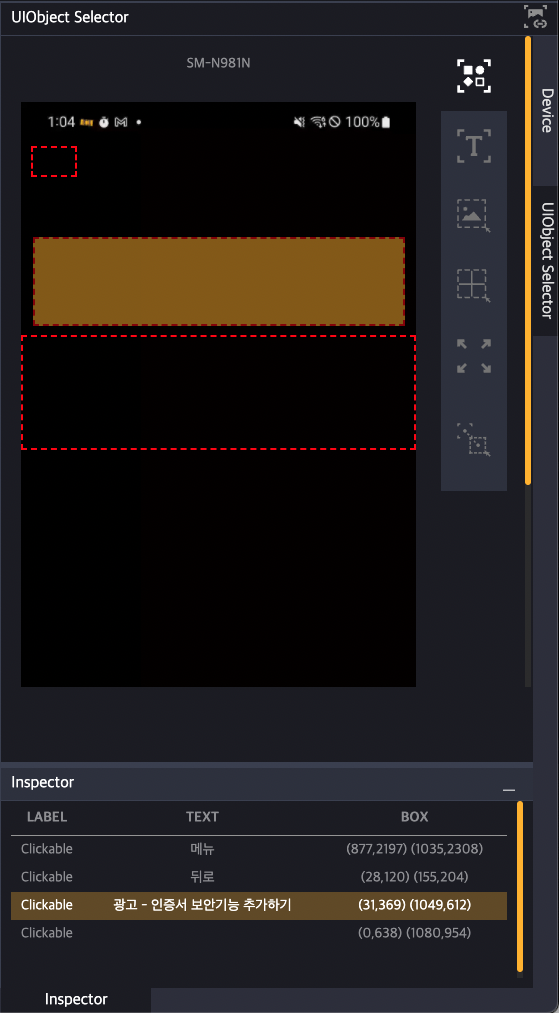 UIObject Selector
SM-N981N
1:04 100%
T
Device
UIObject Selector
Inspector
LABEL TEXT BOX
Clickable 메뉴 (877,2197) (1035,2308)
Clickable 뒤로 (28,120) (155,204)
Clickable 광고 - 인증서 보안기능 추가하기 (31,369) (1049,612)
Clickable (0,638) (1080,954)
Inspector